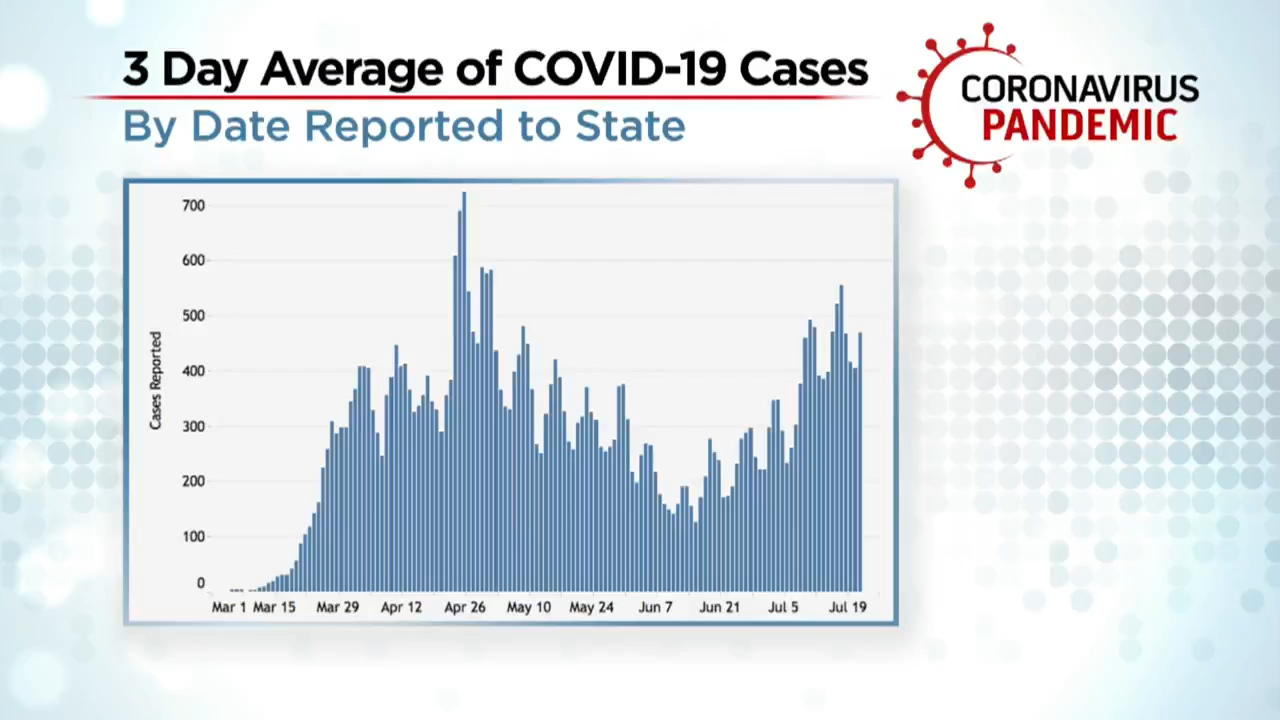 3 Day Average of COVID-19 Cases
By Date Reported to State
CORONAVIRUS
PANDEMIC
700
600
500
400
300
200
100
0
Cases Reported
Mar 1 Mar 15 Mar 29 Apr 12 Apr 26 May 10 May 24 Jun 7 Jun 21 Jul 5 Jul 19